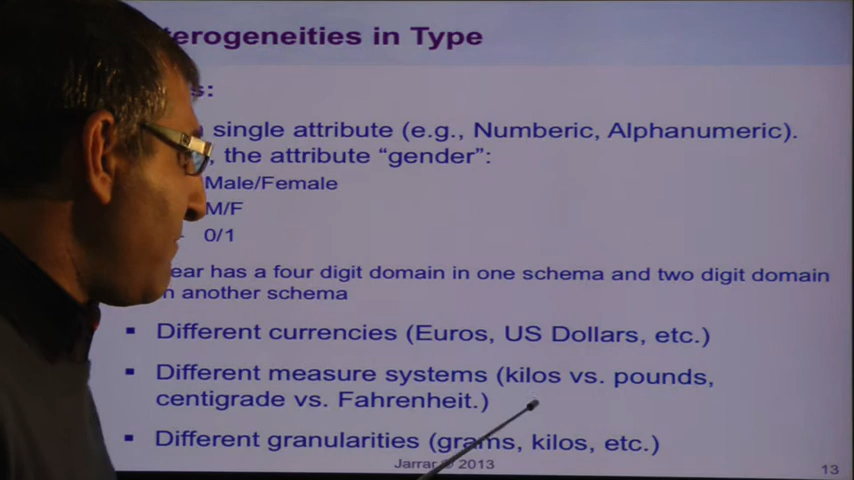 terogeneities in Type
s:
single attribute (e.g., Numberic, Alphanumeric).
, the attribute “gender”:
Male/Female
M/F
- 0/1
ear has a four digit domain in one schema and two digit domain
n another schema
▪ Different currencies (Euros, US Dollars, etc.)
▪ Different measure systems (kilos vs. pounds,
centigrade vs. Fahrenheit.)
▪ Different granularities (grams, kilos, etc.)
Jarrar © 2013
13